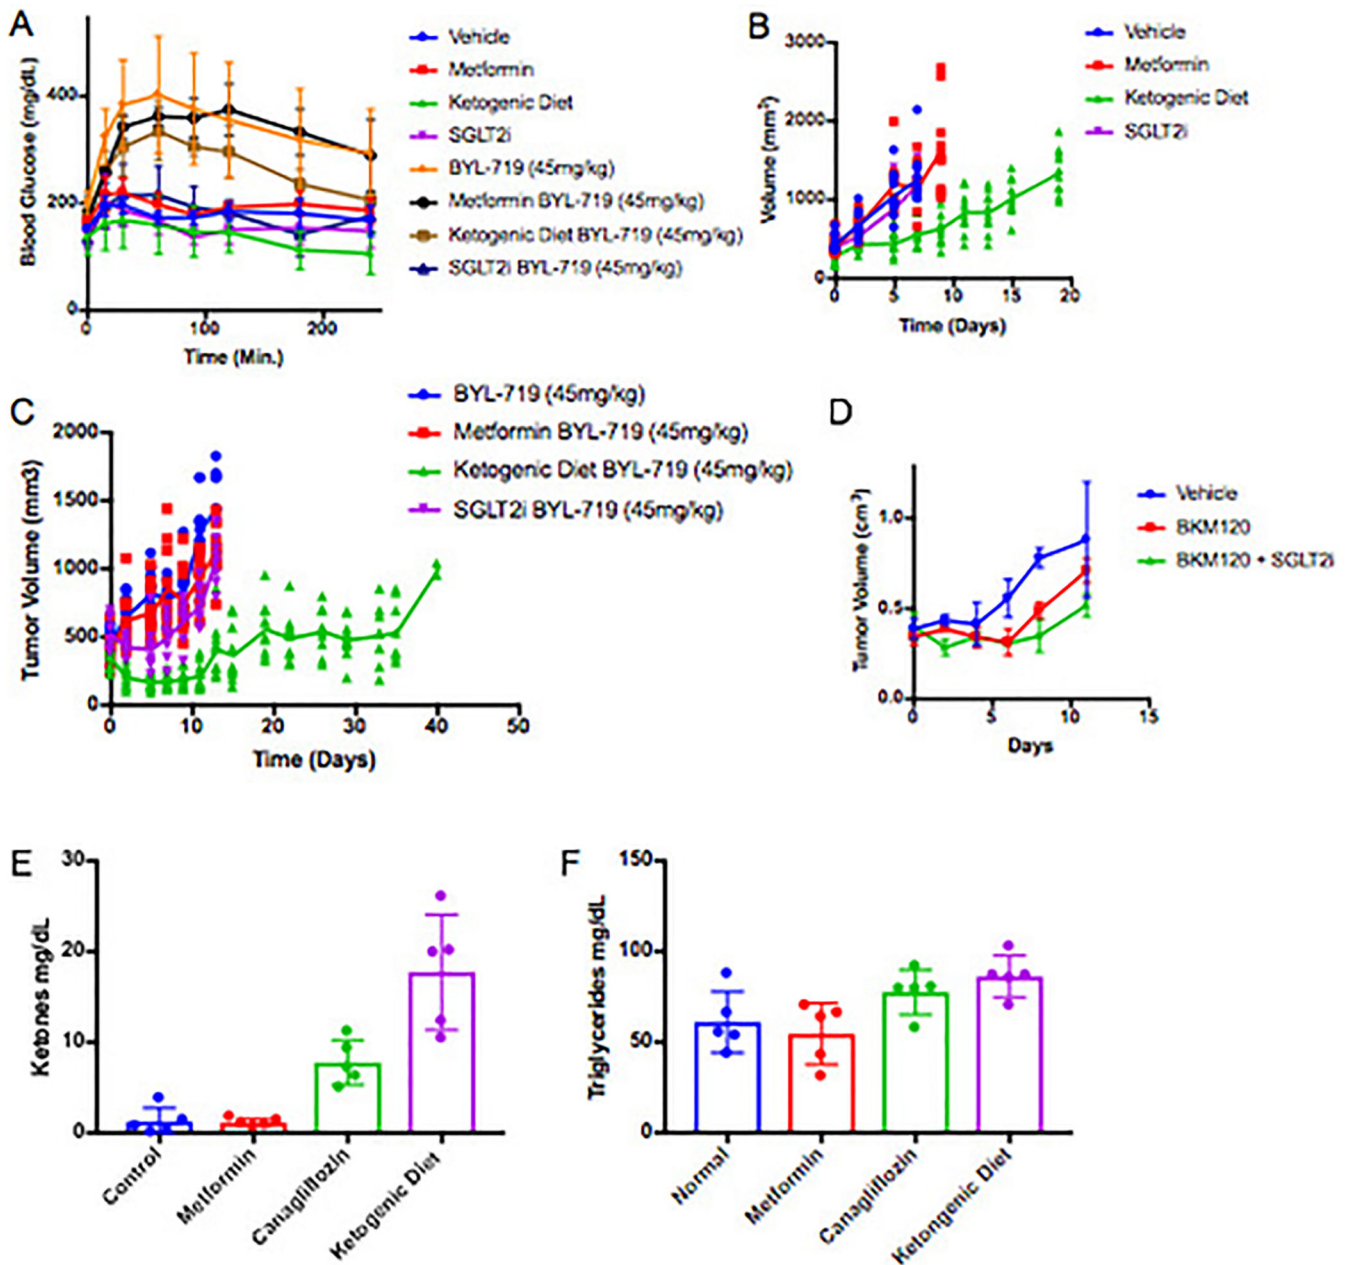 A
Blood Glucose (mg/dL)
400
200
0
0
100
200
Time (Min.)
Vehicle
Metformin
Ketogenic Diet
SGLT2i
BYL-719 (45mg/kg)
Metformin BYL-719 (45mg/kg)
Ketogenic Diet BYL-719 (45mg/kg)
SGLT2i BYL-719 (45mg/kg)
B
Volume (mm³)
3000
2000
1000
0
0
5
10
15
20
Time (Days)
Vehicle
Metformin
Ketogenic Diet
SGLT2i
C
Tumor Volume (mm3)
2000
1500
1000
500
0
0
10
20
30
40
50
Time (Days)
BYL-719 (45mg/kg)
Metformin BYL-719 (45mg/kg)
Ketogenic Diet BYL-719 (45mg/kg)
SGLT2i BYL-719 (45mg/kg)
D
Tumor Volume (cm³)
1.0
0.5
0.0
0
5
10
15
Days
Vehicle
BKM120
BKM120 + SGLT2i
E
Ketones mg/dL
30
20
10
0
Control
Metformin
Canagliflozin
Ketogenic Diet
F
Triglycerides mg/dL
150
100
50
0
Normal
Metformin
Canagliflozin
Ketongenic Diet